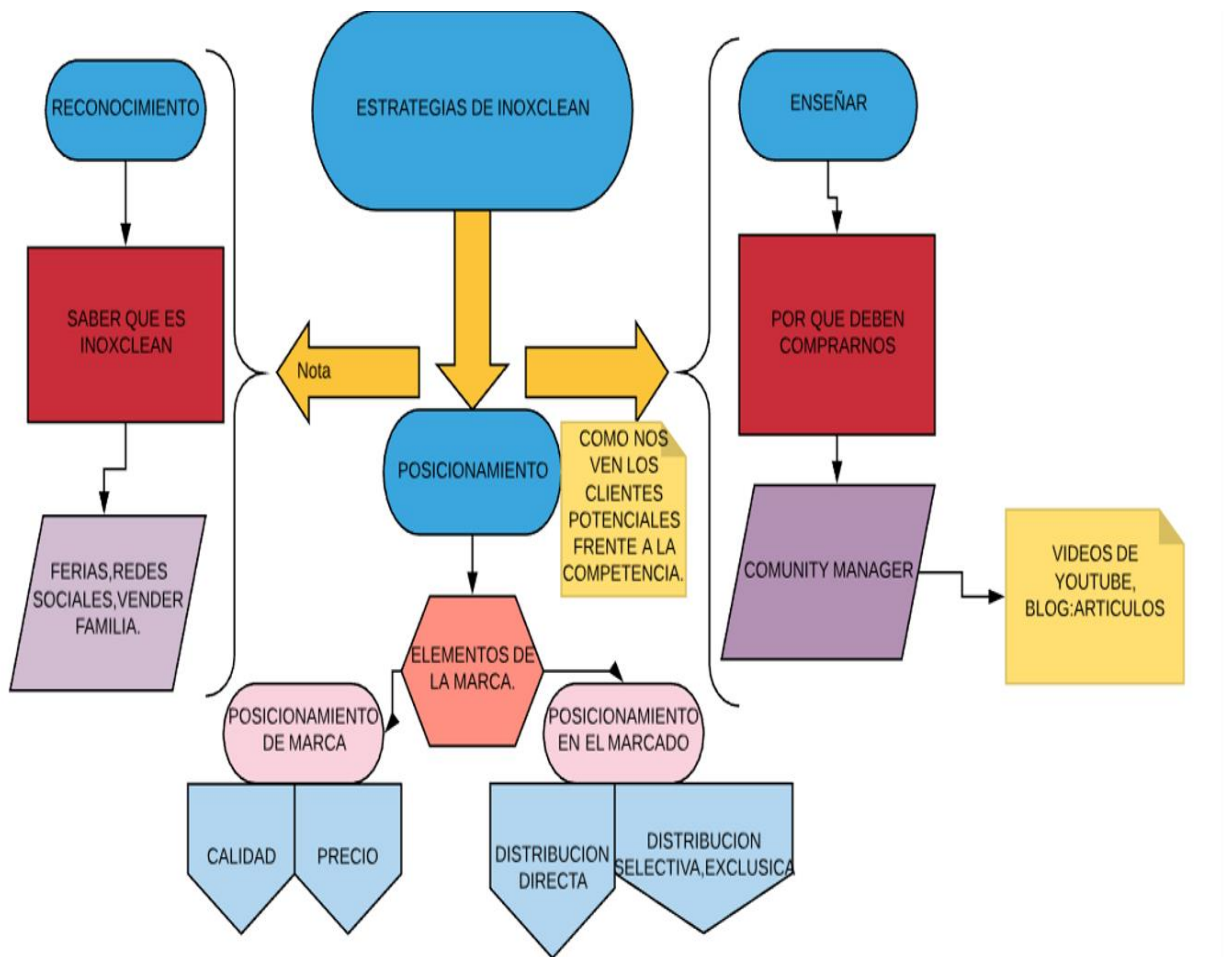 ESTRATEGIAS DE INOXCLEAN
RECONOCIMIENTO
SABER QUE ES
INOXCLEAN
FERIAS,REDES
SOCIALES,VENDER
FAMILIA.
Nota
POSICIONAMIENTO
COMO NOS
VEN LOS
CLIENTES
POTENCIALES
FRENTE A LA
COMPETENCIA.
ELEMENTOS DE
LA MARCA.
POSICIONAMIENTO
DE MARCA
CALIDAD
PRECIO
POSICIONAMIENTO
EN EL MARCADO
DISTRIBUCION
DIRECTA
DISTRIBUCION
SELECTIVA,EXCLUSICA
ENSEÑAR
POR QUE DEBEN
COMPRARNOS
COMUNITY MANAGER
VIDEOS DE
YOUTUBE,
BLOG:ARTICULOS